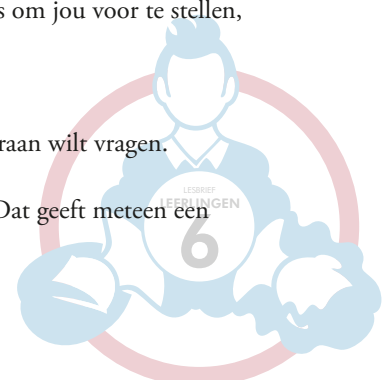 s om jou voor te stellen,
raan wilt vragen.
LESBRIEF
LEERLINGEN
Dat geeft meteen een
6